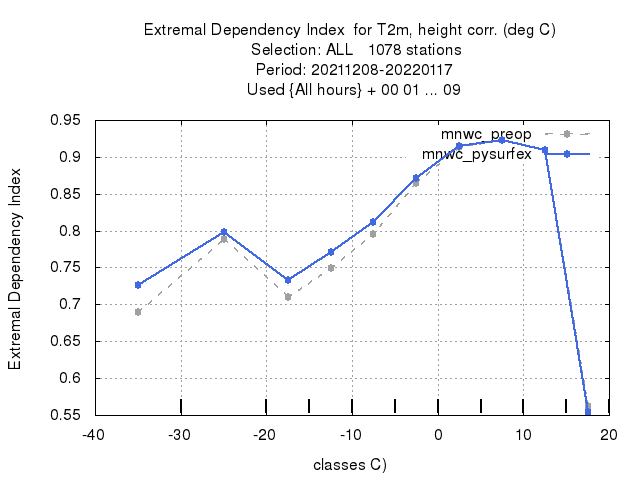 Extremal Dependency Index  for T2m, height corr. (deg C)
Selection: ALL   1078 stations
Period: 20211208-20220117
Used {All hours} + 00 01 ... 09
mnwc_preop
mnwc_pysurfex
Extremal Dependency Index
0.95
0.9
0.85
0.8
0.75
0.7
0.65
0.6
0.55
-40 -30 -20 -10 0 10 20
classes C)